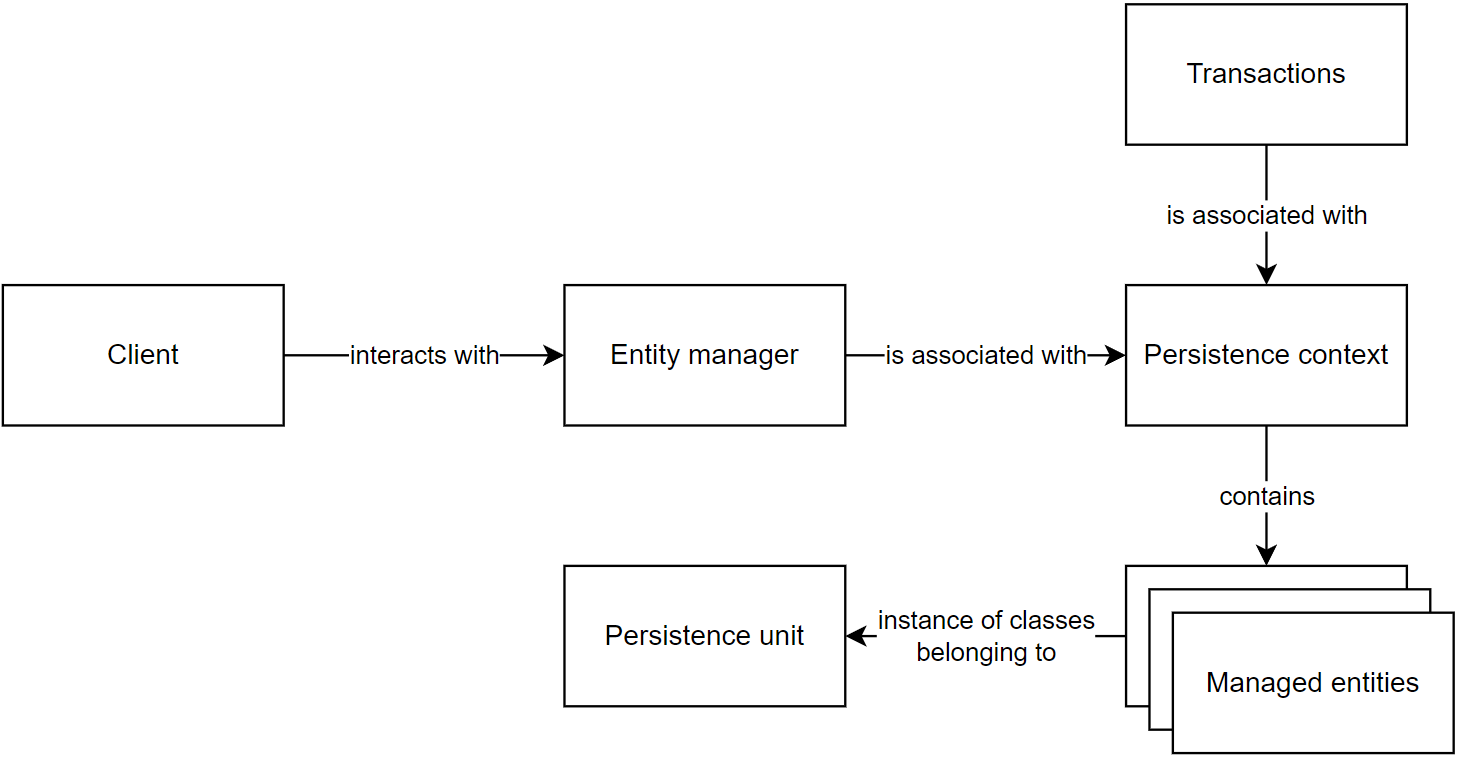 Transactions
is associated with
Client
interacts with
Entity manager
is associated with
Persistence context
contains
Persistence unit
instance of classes
belonging to
Managed entities